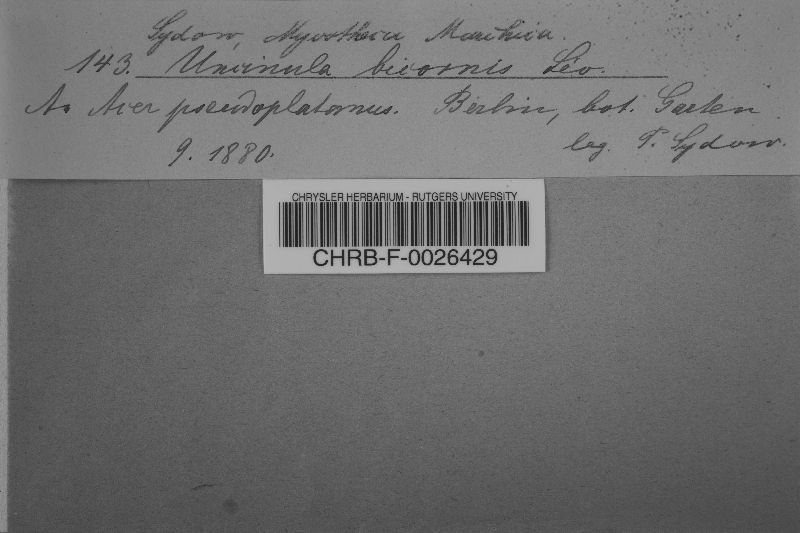 Sydow, Mycotheca Marchica.
143. Uncinula bicornis Lév.
An Acer pseudoplatanus. Berlin, bot. Garten
9. 1880. leg. P. Sydow.
CHRYSLER HERBARIUM - RUTGERS UNIVERSITY
CHRB-F-0026429